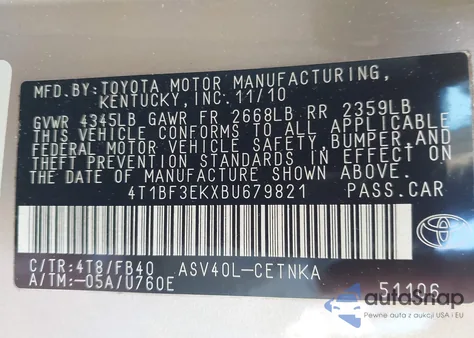 MFD.BY: TOYOTA MOTOR MANUFACTURING,
KENTUCKY, INC. 11/10
GVWR 4345LB GAWR FR 2668LB RR 2359LB
THIS VEHICLE CONFORMS TO ALL APPLICABLE
FEDERAL MOTOR VEHICLE SAFETY, BUMPER, AND
THEFT PREVENTION STANDARDS IN EFFECT ON
THE DATE OF MANUFACTURE SHOWN ABOVE.
4T1BF3EKXBU679821 PASS.CAR
C/TR:4T8/FB40 ASV40L-CETNKA
A/TM:-05A/U760E 51106
TOYOTA
autoSnap
Pewne auta z USA i EU